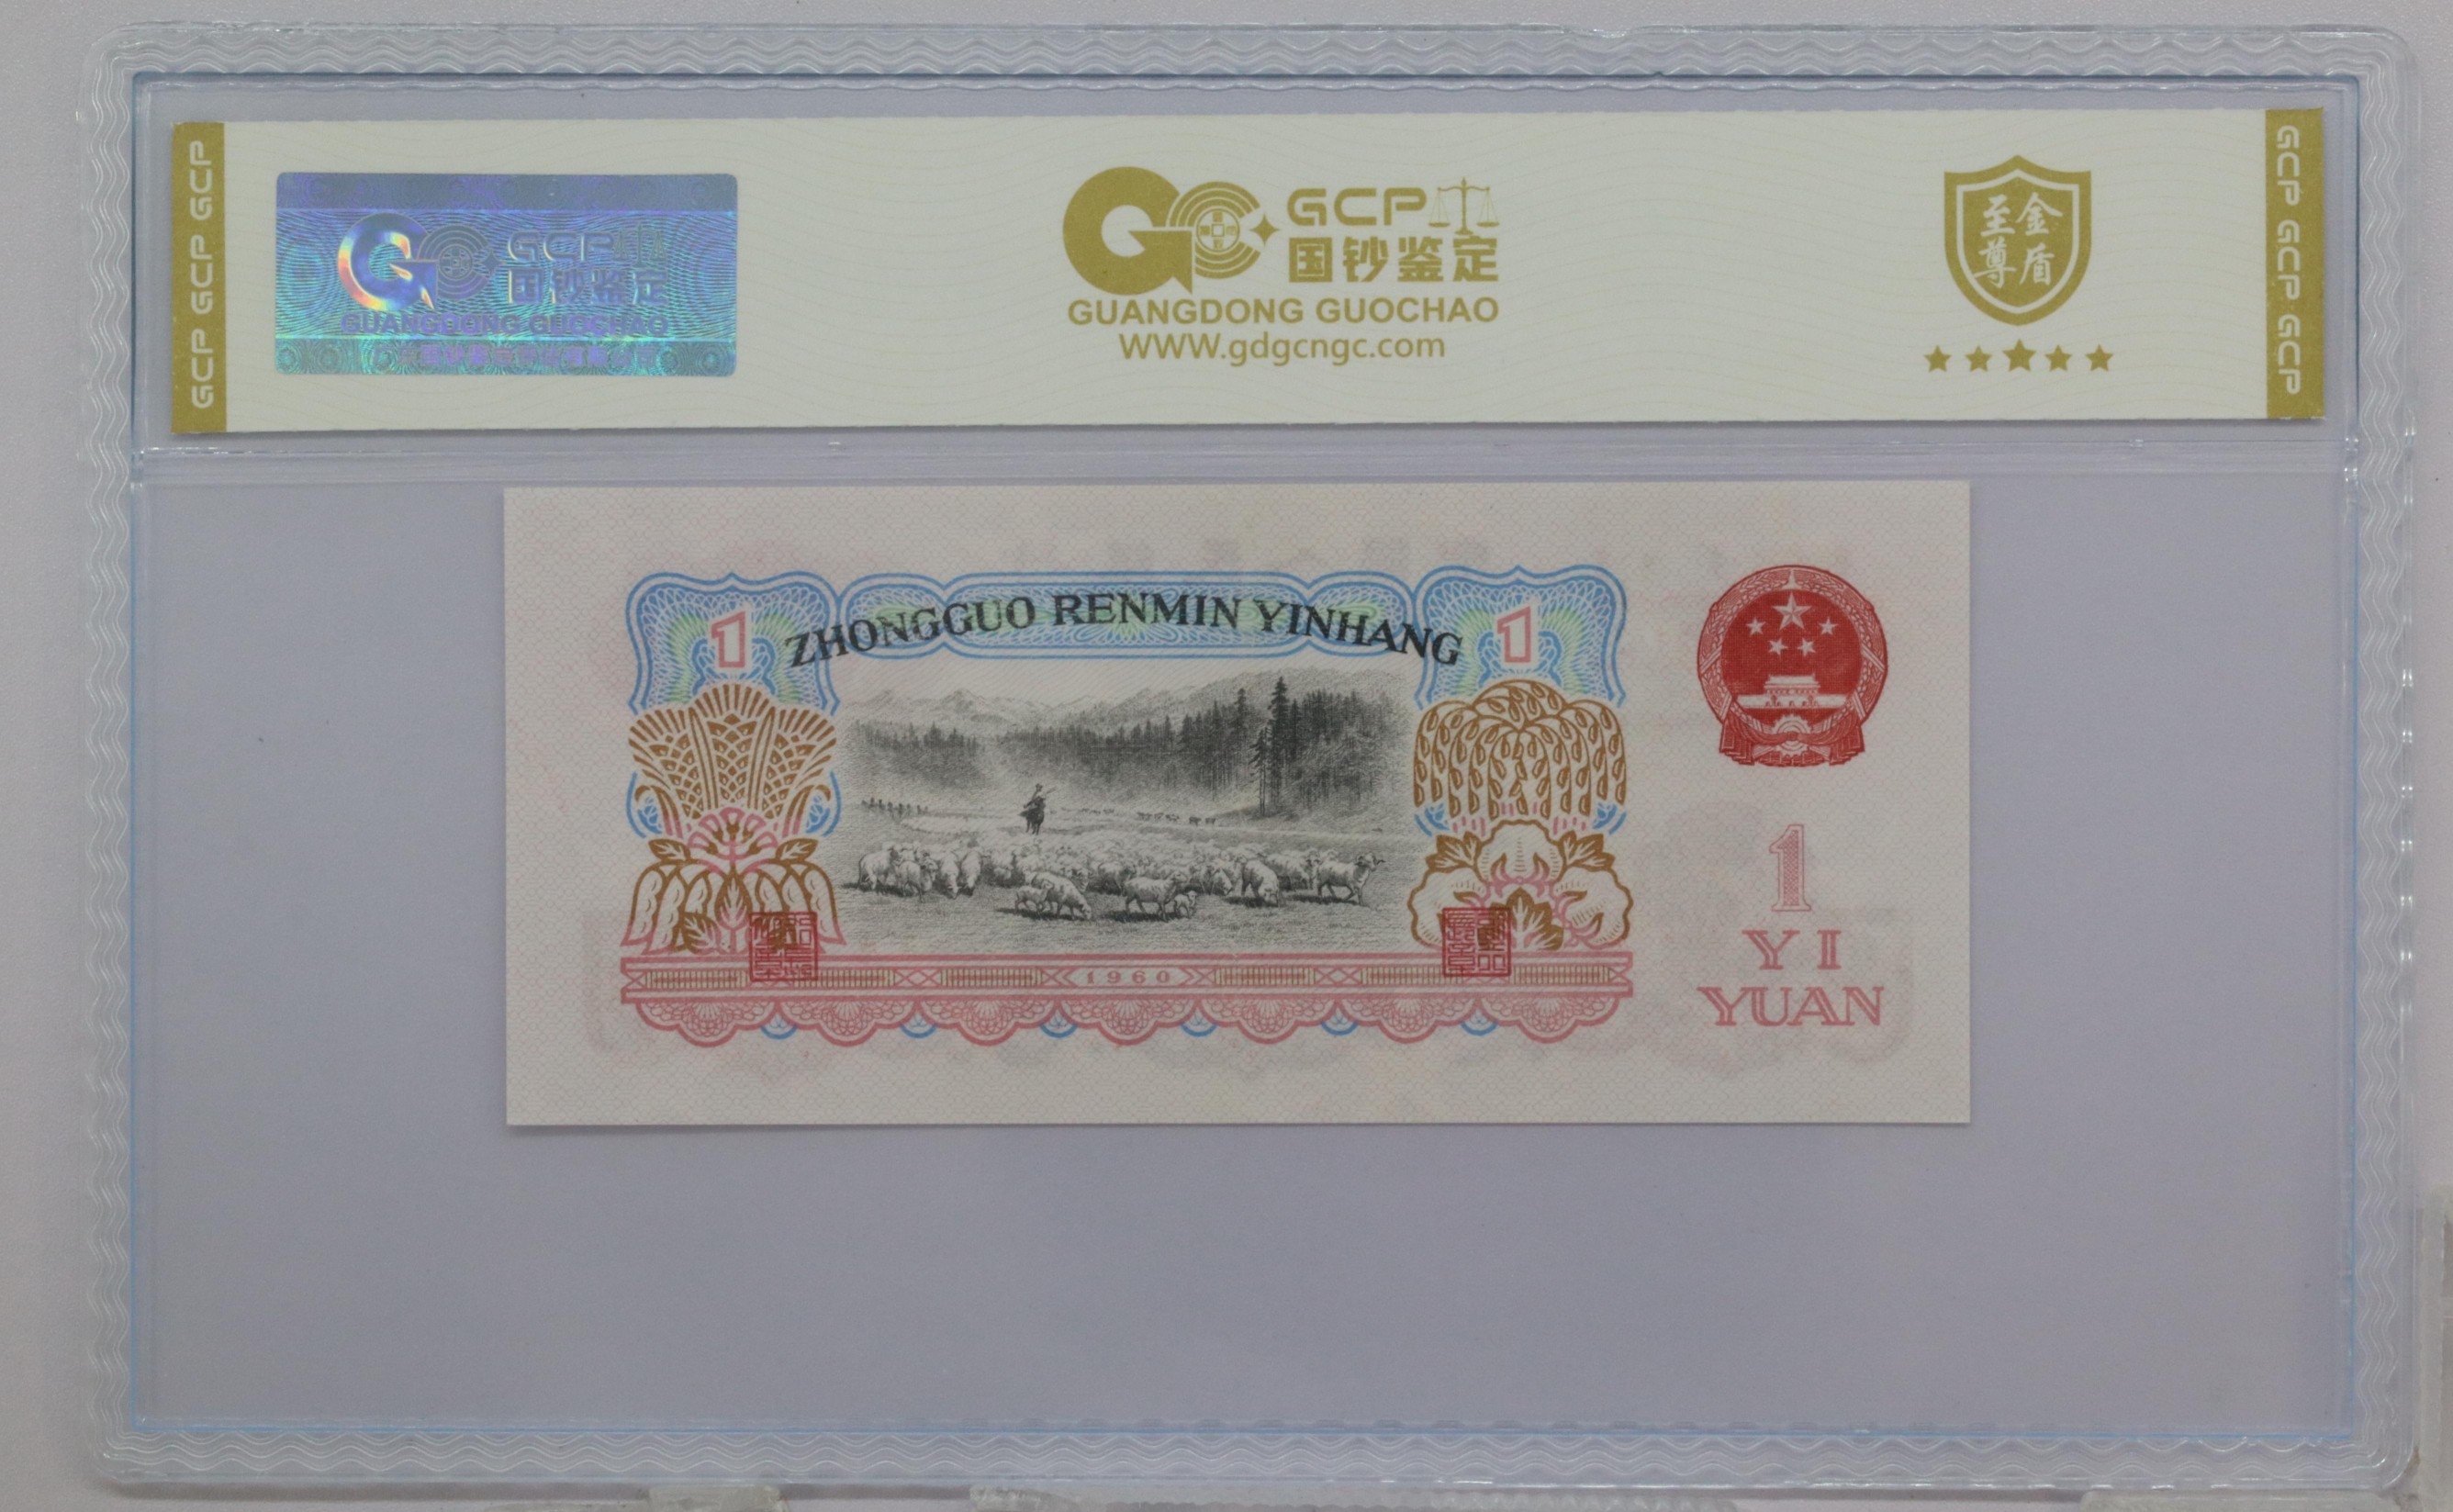 GCP GCP GCP
GCP
国钞鉴定
GUANGDONG GUOCHAO
GCP
国钞鉴定
GUANGDONG GUOCHAO
WWW.gdgcngc.com
金盾
至尊
GCP GCP GCP
ZHONGGUO RENMIN YINHANG
1
1
1960
1
YI
YUAN